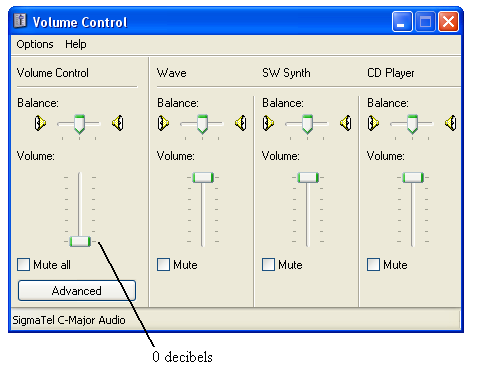 Volume Control
Options Help
Volume Control Wave SW Synth CD Player
Balance: Balance: Balance: Balance:
Volume: Volume: Volume: Volume:
Mute all Mute Mute Mute
Advanced
SigmaTel C-Major Audio
0 decibels